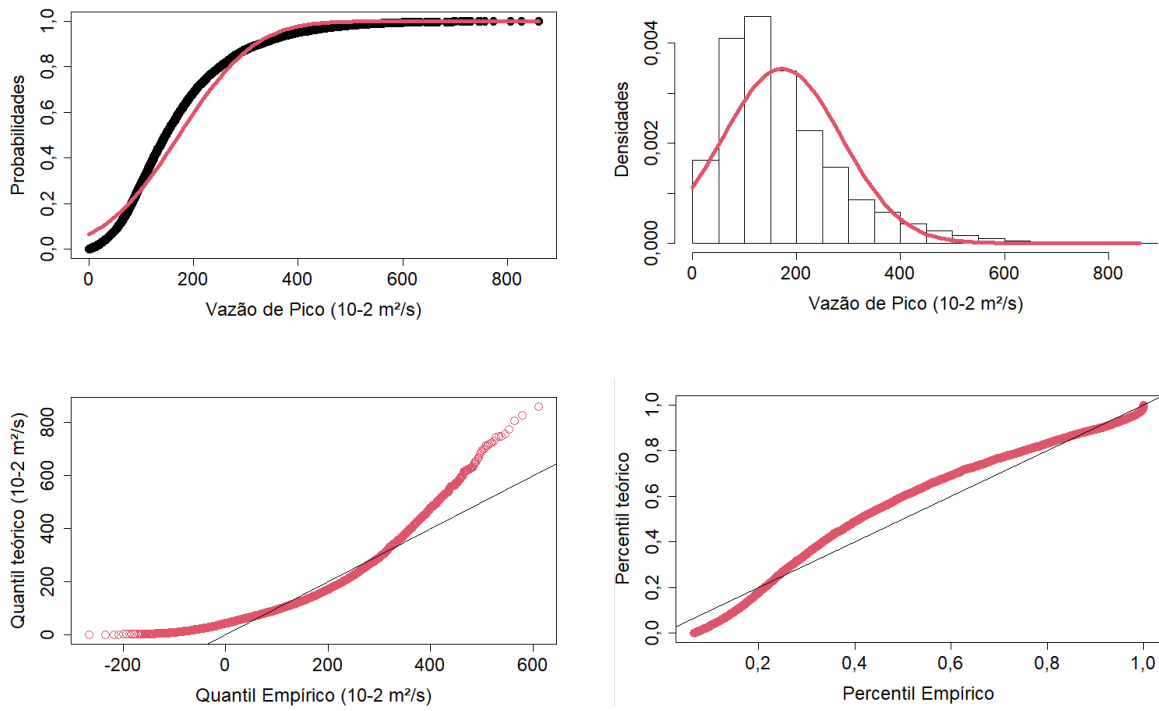 Probabilidades
0,0 0,2 0,4 0,6 0,8 1,0
0 200 400 600 800
Vazão de Pico (10-2 m²/s)
Densidades
0,000 0,002 0,004
0 200 400 600 800
Vazão de Pico (10-2 m²/s)
Quantil teórico (10-2 m²/s)
0 200 400 600 800
-200 0 200 400 600
Quantil Empírico (10-2 m²/s)
Percentil teórico
0,0 0,2 0,4 0,6 0,8 1,0
0,2 0,4 0,6 0,8 1,0
Percentil Empírico